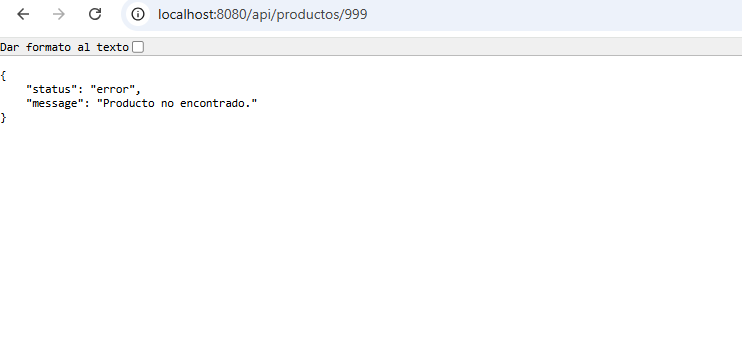 localhost:8080/api/productos/999
Dar formato al texto
{
    "status": "error",
    "message": "Producto no encontrado."
}